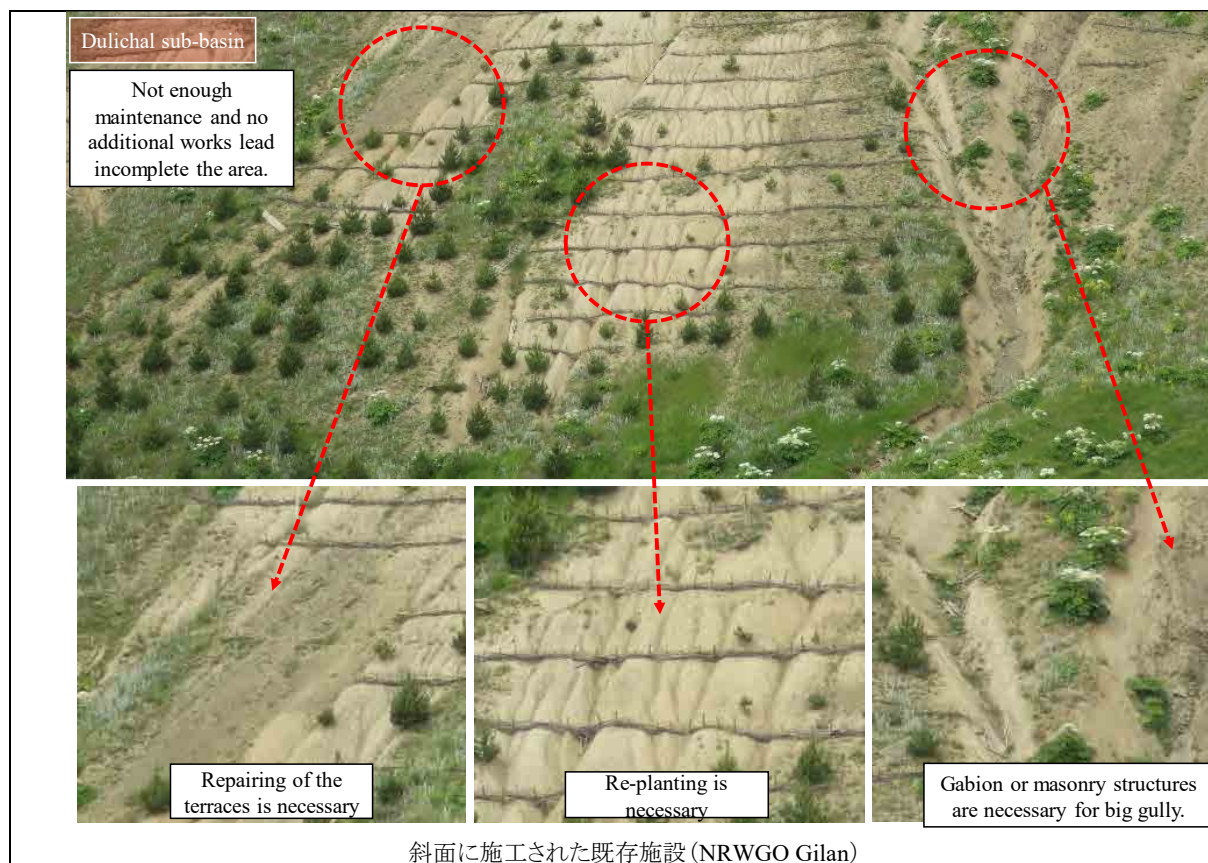 Dulichal sub-basin
Not enough
maintenance and no
additional works lead
incomplete the area.
Repairing of the
terraces is necessary
Re-planting is
necessary
Gabion or masonry structures
are necessary for big gully.
斜面に施工された既存施設(NRWGO Gilan)